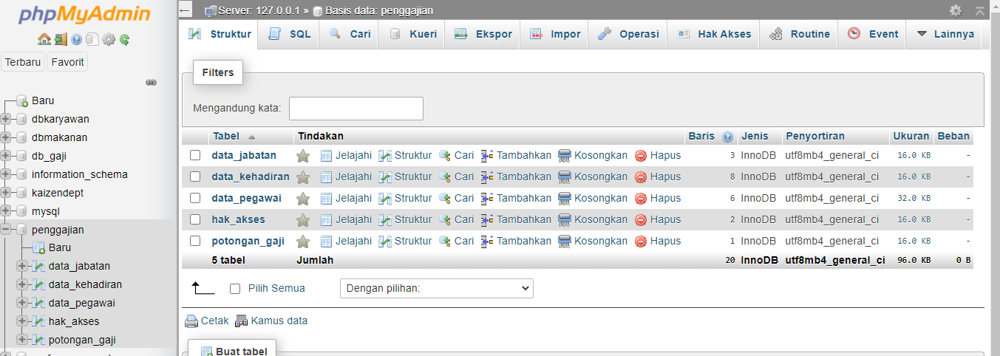 phpMyAdmin
Terbaru Favorit
Baru
dbkaryawan
dbmakanan
db_gaji
information_schema
kaizendept
mysql
penggajian
Baru
data_jabatan
data_kehadiran
data_pegawai
hak_akses
potongan_gaji
Server: 127.0.0.1 » Basis data: penggajian
Struktur SQL Cari Kueri Ekspor Impor Operasi Hak Akses Routine Event Lainnya
Filters
Mengandung kata:
Tabel Tindakan Baris Jenis Penyortiran Ukuran Beban
data_jabatan Jelajahi Struktur Cari Tambahkan Kosongkan Hapus 3 InnoDB utf8mb4_general_ci 16.0 KB -
data_kehadiran Jelajahi Struktur Cari Tambahkan Kosongkan Hapus 8 InnoDB utf8mb4_general_ci 16.0 KB -
data_pegawai Jelajahi Struktur Cari Tambahkan Kosongkan Hapus 6 InnoDB utf8mb4_general_ci 32.0 KB -
hak_akses Jelajahi Struktur Cari Tambahkan Kosongkan Hapus 2 InnoDB utf8mb4_general_ci 16.0 KB -
potongan_gaji Jelajahi Struktur Cari Tambahkan Kosongkan Hapus 1 InnoDB utf8mb4_general_ci 16.0 KB -
5 tabel Jumlah 20 InnoDB utf8mb4_general_ci 96.0 KB 0 B
Pilih Semua Dengan pilihan:
Cetak Kamus data
Buat tabel